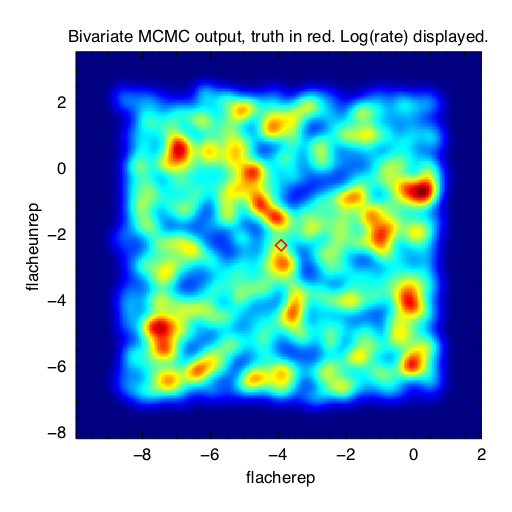 Bivariate MCMC output, truth in red. Log(rate) displayed.
2
0
−2
−4
−6
−8
flacheunrep
−8 −6 −4 −2 0 2
flacherep